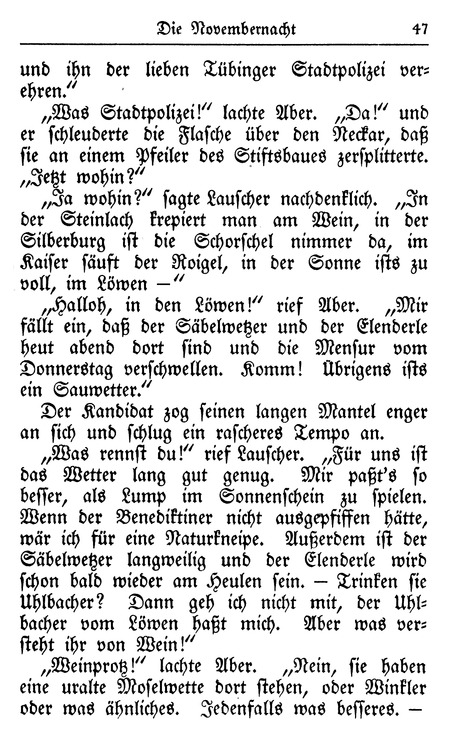 Die Novembernacht 47
und ihn der lieben Tübinger Stadtpolizei ver=
ehren.“
„Was Stadtpolizei!“ lachte Aber. „Da!“ und
er schleuderte die Flasche über den Neckar, daß
sie an einem Pfeiler des Stiftsbaues zersplitterte.
„Jetzt wohin?“
„Ja wohin?“ sagte Lauscher nachdenklich. „In
der Steinlach krepiert man am Wein, in der
Silberburg ist die Schorschel nimmer da, im
Kaiser säuft der Roigel, in der Sonne ists zu
voll, im Löwen —“
„Halloh, in den Löwen!“ rief Aber. „Mir
fällt ein, daß der Säbelwetzer und der Elenderle
heut abend dort sind und die Mensur vom
Donnerstag verschwellen. Komm! Übrigens ists
ein Sauwetter.“
Der Kandidat zog seinen langen Mantel enger
an sich und schlug ein rascheres Tempo an.
„Was rennst du!“ rief Lauscher. „Für uns ist
das Wetter lang gut genug. Mir paßt's so
besser, als Lump im Sonnenschein zu spielen.
Wenn der Benediktiner nicht ausgepfiffen hätte,
wär ich für eine Naturkneipe. Außerdem ist der
Säbelwetzer langweilig und der Elenderle wird
schon bald wieder am Heulen sein. — Trinken sie
Uhlbacher? Dann geh ich nicht mit, der Uhl=
bacher vom Löwen haßt mich. Aber was ver=
steht ihr von Wein!“
„Weinprotz!“ lachte Aber. „Nein, sie haben
eine uralte Moselwette dort stehen, oder Winkler
oder was ähnliches. Jedenfalls was besseres. —